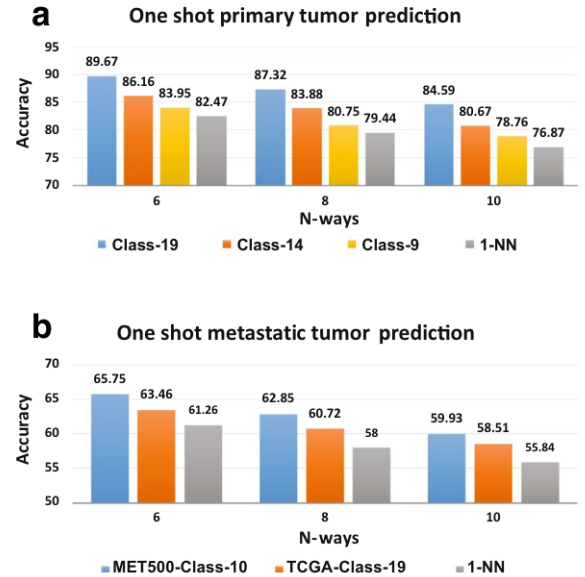 a
One shot primary tumor prediction
95
90
85
80
75
70
Accuracy
89.67
86.16
83.95
82.47
87.32
83.88
80.75
79.44
84.59
80.67
78.76
76.87
6 8 10
N-ways
Class-19 Class-14 Class-9 1-NN
b
One shot metastatic tumor prediction
70
65
60
55
50
Accuracy
65.75
63.46
61.26
62.85
60.72
58
59.93
58.51
55.84
6 8 10
N-ways
MET500-Class-10 TCGA-Class-19 1-NN